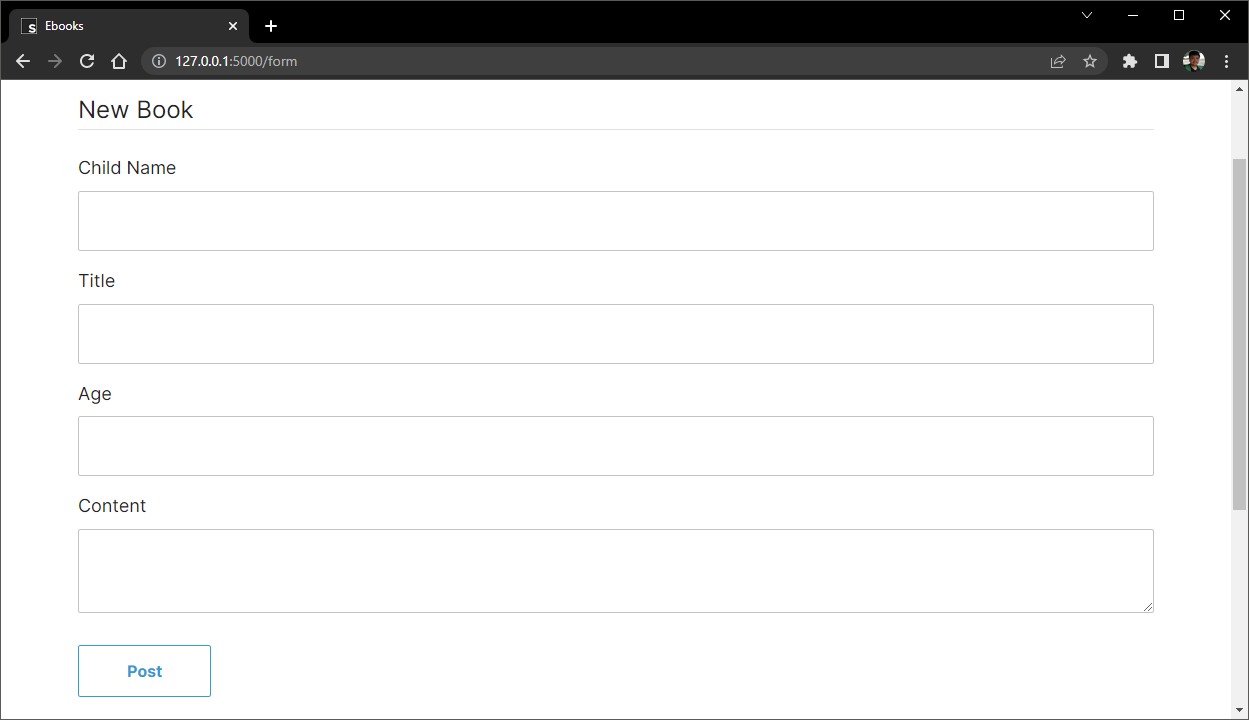 S Ebooks
127.0.0.1:5000/form
New Book
Child Name
Title
Age
Content
Post